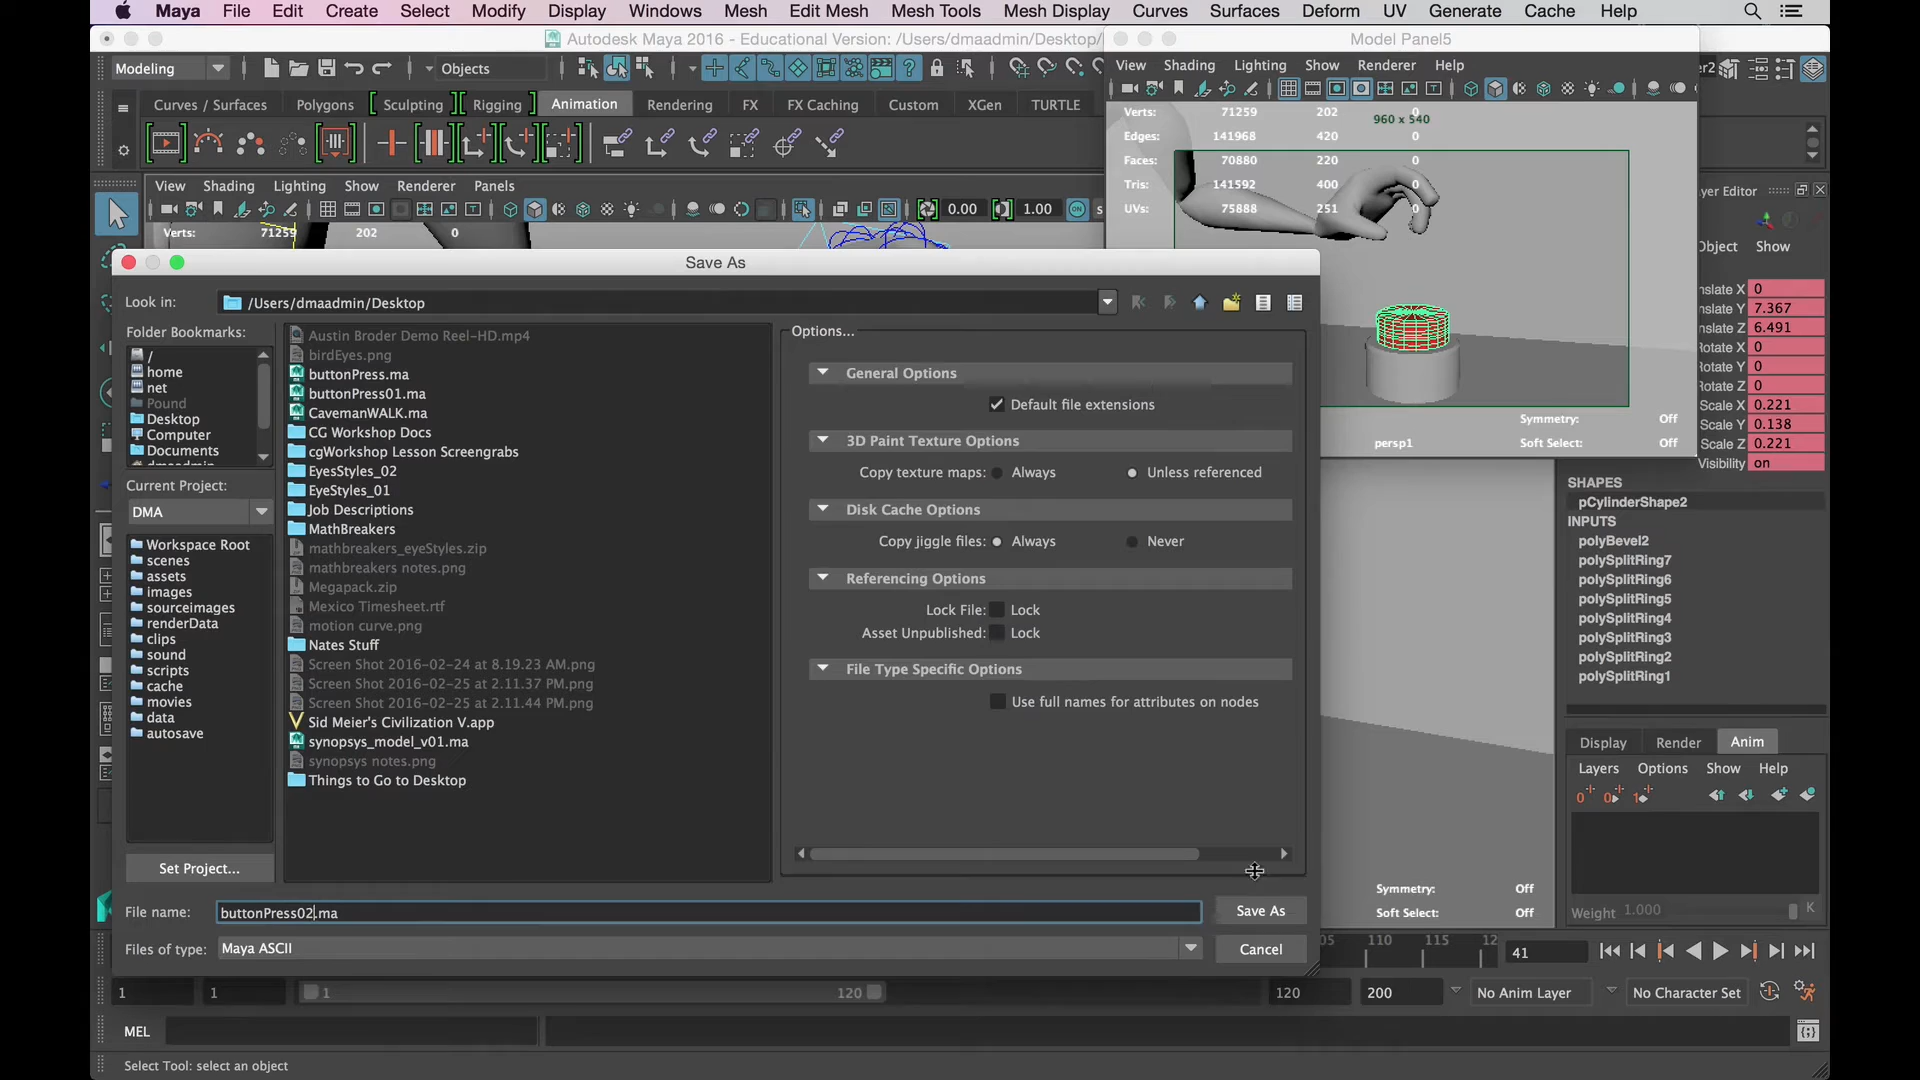 Maya File Edit Create Select Modify Display Windows Mesh Edit Mesh Mesh Tools Mesh Display Curves Surfaces Deform UV Generate Cache Help
Autodesk Maya 2016 - Educational Version: /Users/dmaadmin/Desktop/
Model Panel5
Modeling
Objects
View Shading Lighting Show Renderer Help
Curves / Surfaces Polygons Sculpting Rigging Animation Rendering FX FX Caching Custom XGen TURTLE
Verts: 71259 202 0
960 x 540
Edges: 141968 420 0
Faces: 70880 220 0
Tris: 141592 400 0
UVs: 75888 251 0
View Shading Lighting Show Renderer Panels
0.00 1.00
Verts: 71259 202 0
Save As
Look in: /Users/dmaadmin/Desktop
Folder Bookmarks:
/
home
net
Pound
Desktop
Computer
Documents
dmaadmin
Current Project:
DMA
Workspace Root
scenes
assets
images
sourceimages
renderData
clips
sound
scripts
cache
movies
data
autosave
Set Project...
Austin Broder Demo Reel-HD.mp4
birdEyes.png
buttonPress.ma
buttonPress01.ma
CavemanWALK.ma
CG Workshop Docs
cgWorkshop Lesson Screengrabs
EyesStyles_02
EyeStyles_01
Job Descriptions
MathBreakers
mathbreakers_eyeStyles.zip
mathbreakers notes.png
Megapack.zip
Mexico Timesheet.rtf
motion curve.png
Nates Stuff
Screen Shot 2016-02-24 at 8.19.23 AM.png
Screen Shot 2016-02-25 at 2.11.37 PM.png
Screen Shot 2016-02-25 at 2.11.44 PM.png
Sid Meier's Civilization V.app
synopsys_model_v01.ma
synopsys notes.png
Things to Go to Desktop
Options...
General Options
Default file extensions
3D Paint Texture Options
Copy texture maps: Always Unless referenced
Disk Cache Options
Copy jiggle files: Always Never
Referencing Options
Lock File: Lock
Asset Unpublished: Lock
File Type Specific Options
Use full names for attributes on nodes
File name: buttonPress02.ma
Save As
Files of type: Maya ASCII
Cancel
Symmetry: Off
persp1 Soft Select: Off
Layer Editor
Object Show
nslate X 0
nslate Y 7.367
nslate Z 6.491
Rotate X 0
Rotate Y 0
Rotate Z 0
Scale X 0.221
Scale Y 0.138
Scale Z 0.221
Visibility on
SHAPES
pCylinderShape2
INPUTS
polyBevel2
polySplitRing7
polySplitRing6
polySplitRing5
polySplitRing4
polySplitRing3
polySplitRing2
polySplitRing1
Display Render Anim
Layers Options Show Help
Symmetry: Off
Soft Select: Off
Weight 1.000 K
05 110 115 12
41
1 1 1 120 120 200 No Anim Layer No Character Set
MEL
Select Tool: select an object